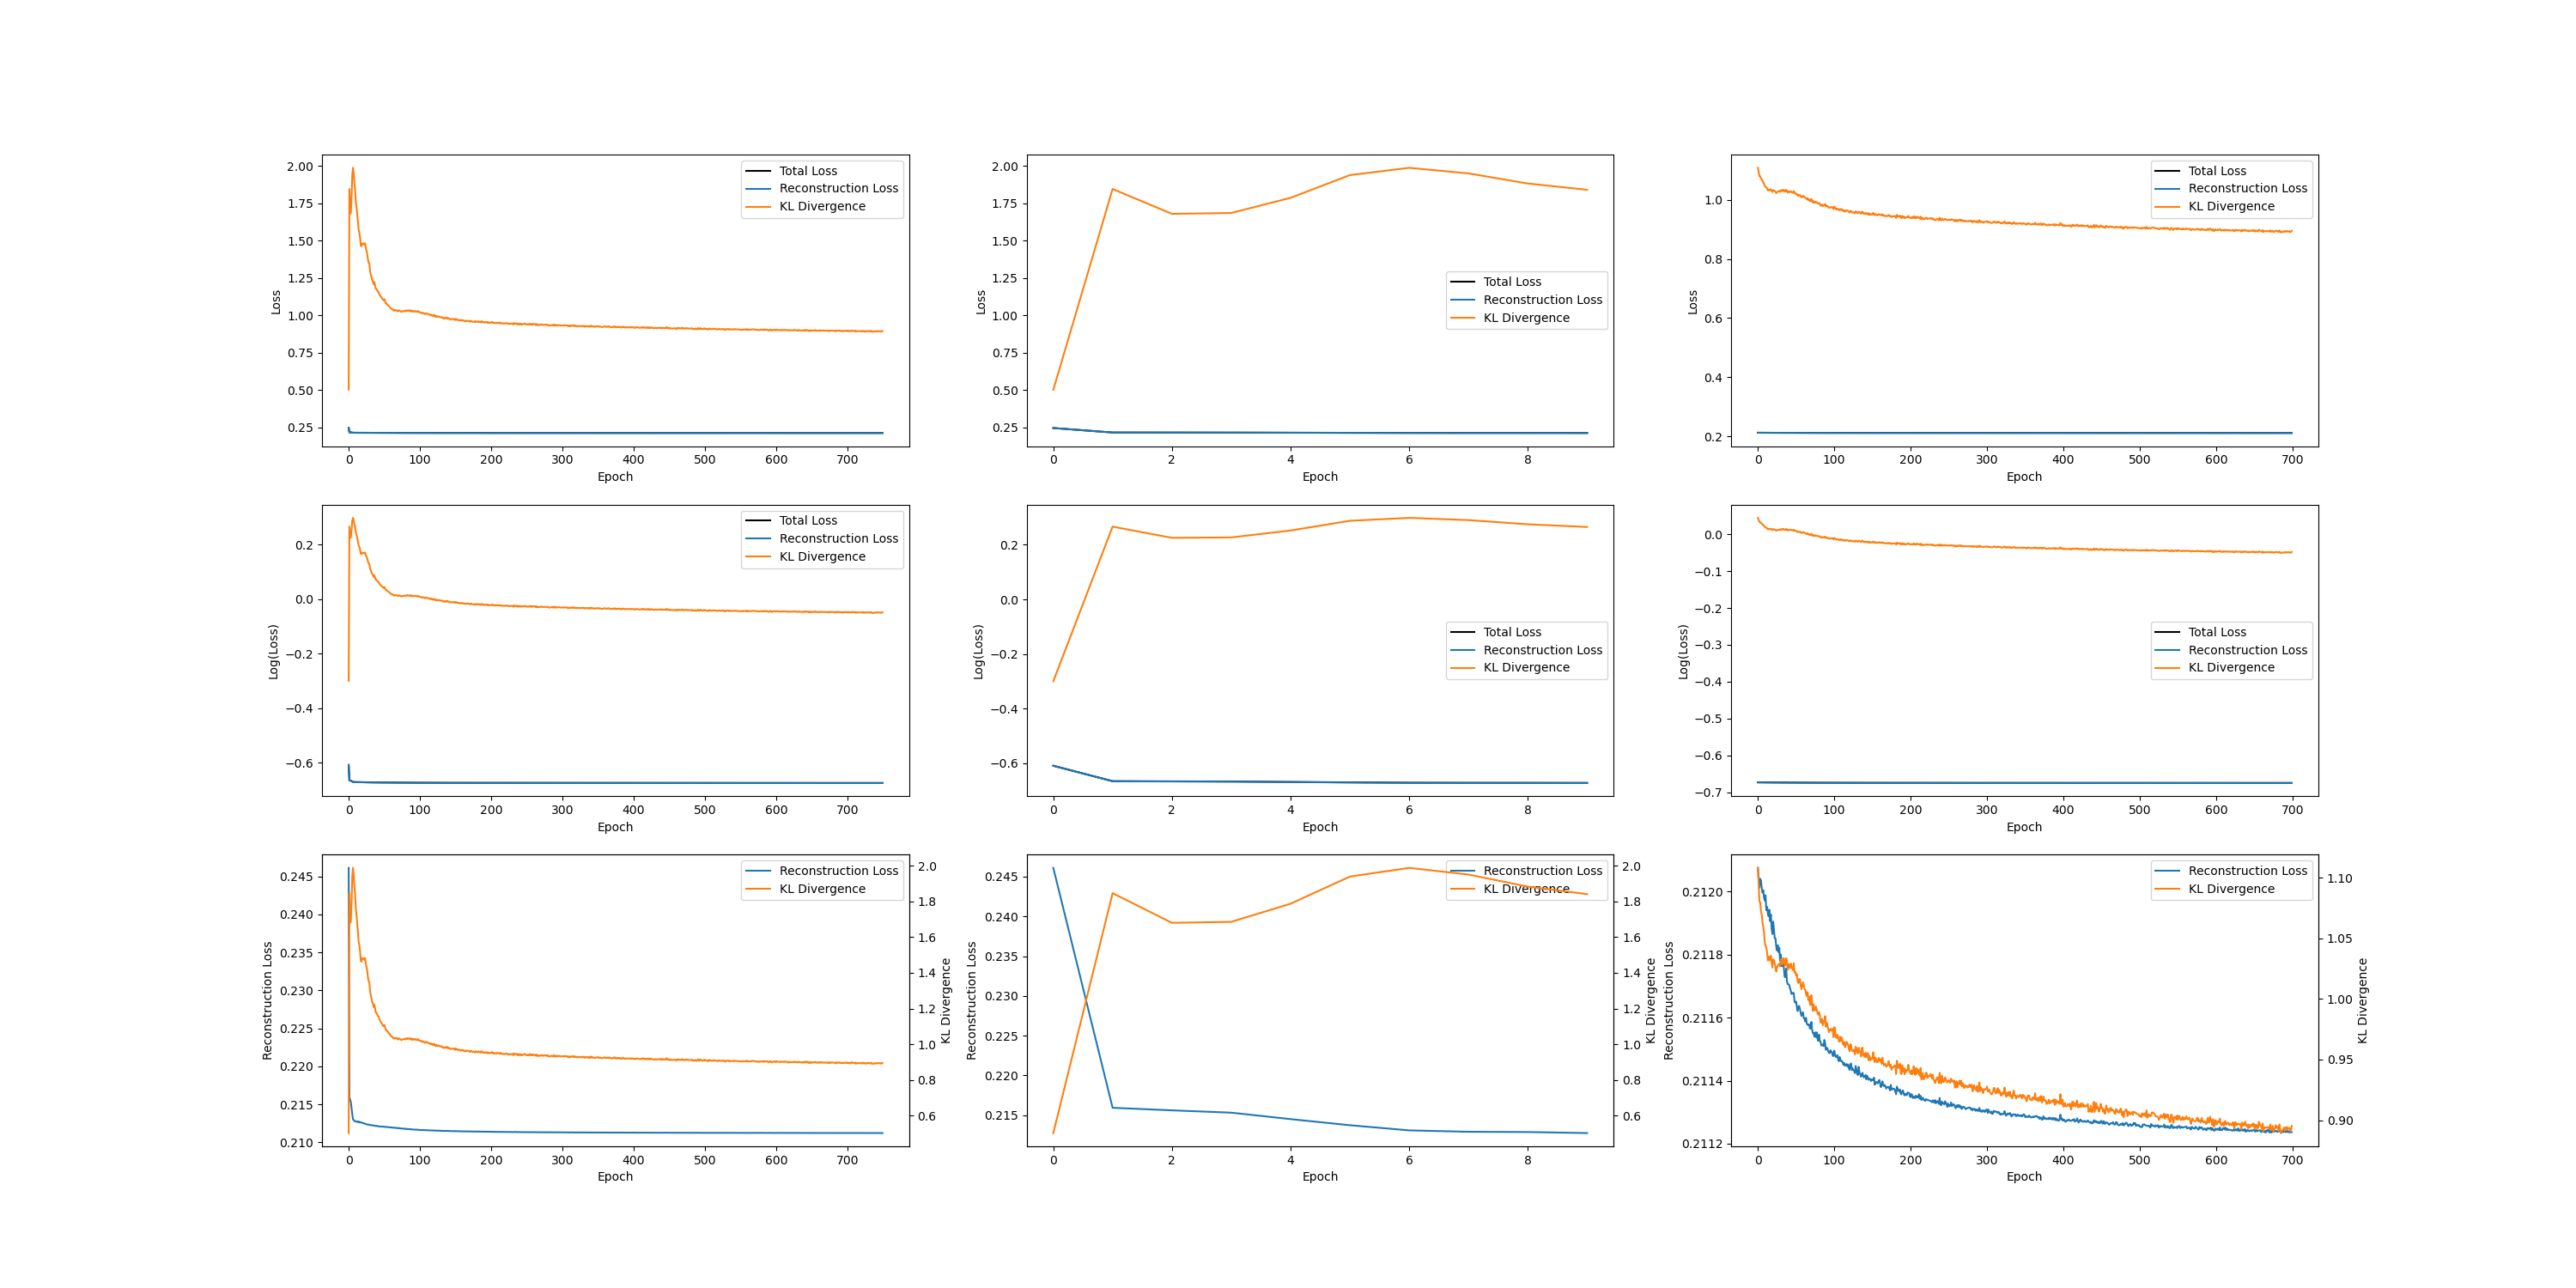 2.00
1.75
1.50
1.25
1.00
0.75
0.50
0.25
Loss
Total Loss
Reconstruction Loss
KL Divergence
0 100 200 300 400 500 600 700
Epoch
2.00
1.75
1.50
1.25
1.00
0.75
0.50
0.25
Loss
Total Loss
Reconstruction Loss
KL Divergence
0 2 4 6 8
Epoch
1.0
0.8
0.6
0.4
0.2
Loss
Total Loss
Reconstruction Loss
KL Divergence
0 100 200 300 400 500 600 700
Epoch
0.2
0.0
−0.2
−0.4
−0.6
Log(Loss)
Total Loss
Reconstruction Loss
KL Divergence
0 100 200 300 400 500 600 700
Epoch
0.2
0.0
−0.2
−0.4
−0.6
Log(Loss)
Total Loss
Reconstruction Loss
KL Divergence
0 2 4 6 8
Epoch
0.0
−0.1
−0.2
−0.3
−0.4
−0.5
−0.6
−0.7
Log(Loss)
Total Loss
Reconstruction Loss
KL Divergence
0 100 200 300 400 500 600 700
Epoch
0.245
0.240
0.235
0.230
0.225
0.220
0.215
0.210
Reconstruction Loss
Reconstruction Loss
KL Divergence
2.0
1.8
1.6
1.4
1.2
1.0
0.8
0.6
KL Divergence
0 100 200 300 400 500 600 700
Epoch
0.245
0.240
0.235
0.230
0.225
0.220
0.215
Reconstruction Loss
Reconstruction Loss
KL Divergence
2.0
1.8
1.6
1.4
1.2
1.0
0.8
0.6
KL Divergence
0 2 4 6 8
Epoch
0.2120
0.2118
0.2116
0.2114
0.2112
Reconstruction Loss
Reconstruction Loss
KL Divergence
1.10
1.05
1.00
0.95
0.90
KL Divergence
0 100 200 300 400 500 600 700
Epoch